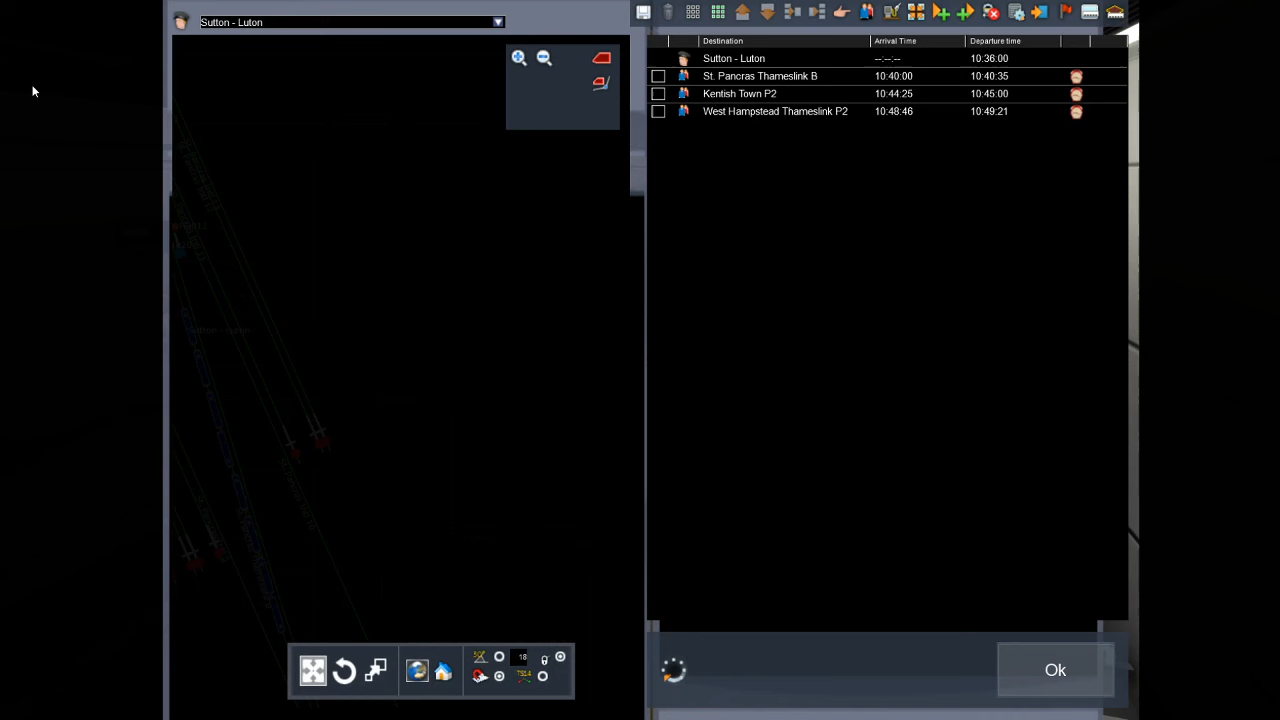 Sutton - Luton
Destination Arrival Time Departure time
Sutton - Luton --:--:-- 10:36:00
St. Pancras Thameslink B 10:40:00 10:40:35
Kentish Town P2 10:44:25 10:45:00
West Hampstead Thameslink P2 10:48:46 10:49:21
18
Ok